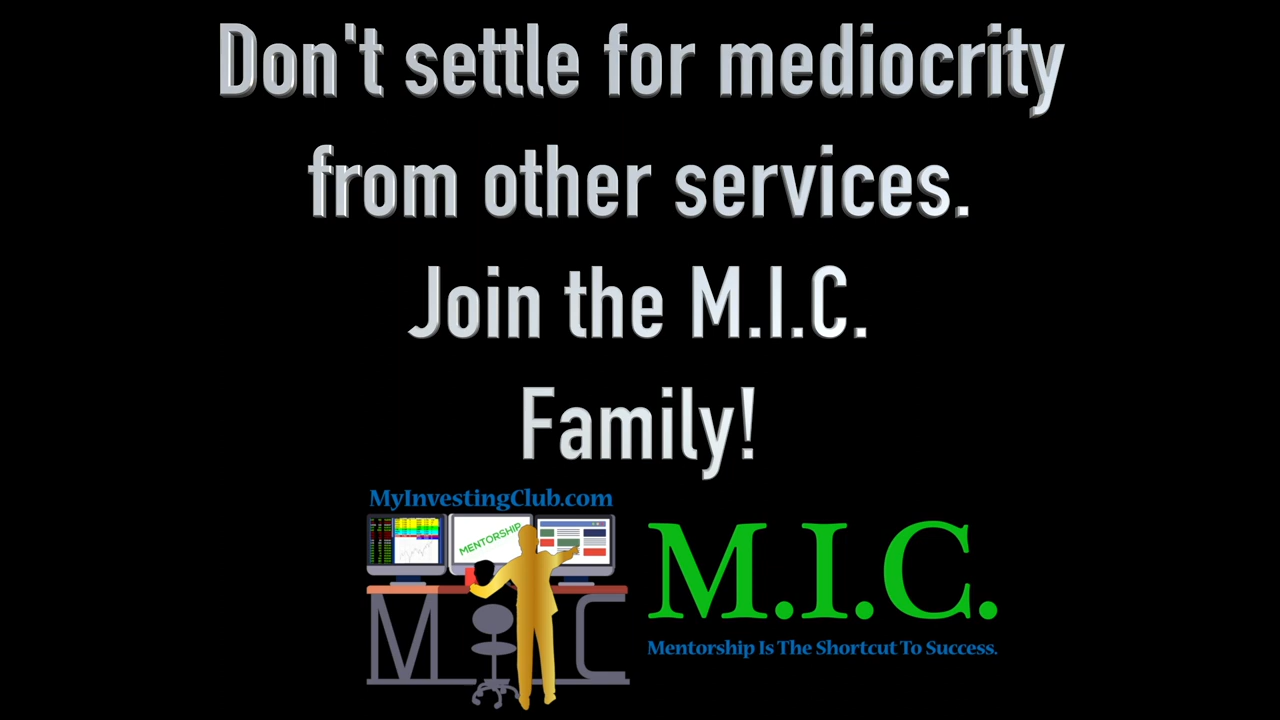 Don't settle for mediocrity
from other services.
Join the M.I.C.
Family!
MyInvestingClub.com
MENTORSHIP
M.I.C.
MIC
Mentorship Is The Shortcut To Success.